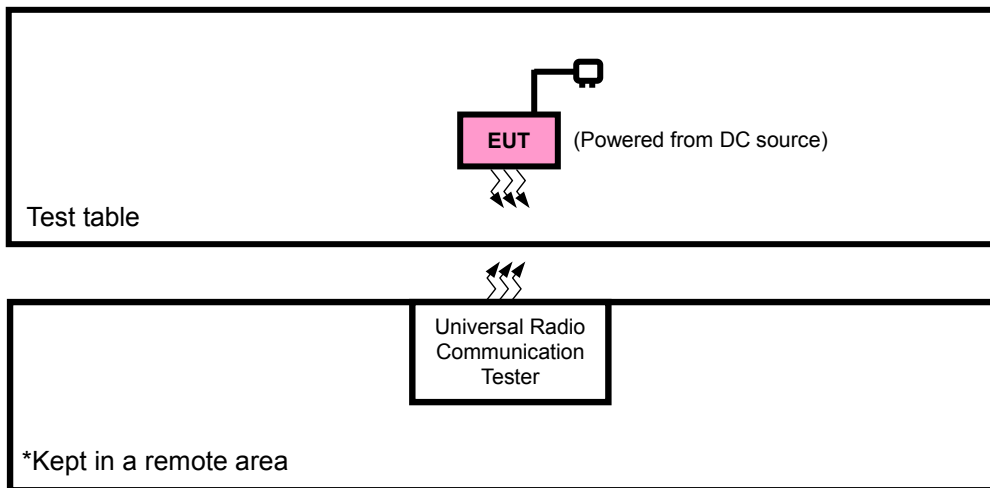 EUT
(Powered from DC source)
Test table
Universal Radio
Communication
Tester
*Kept in a remote area